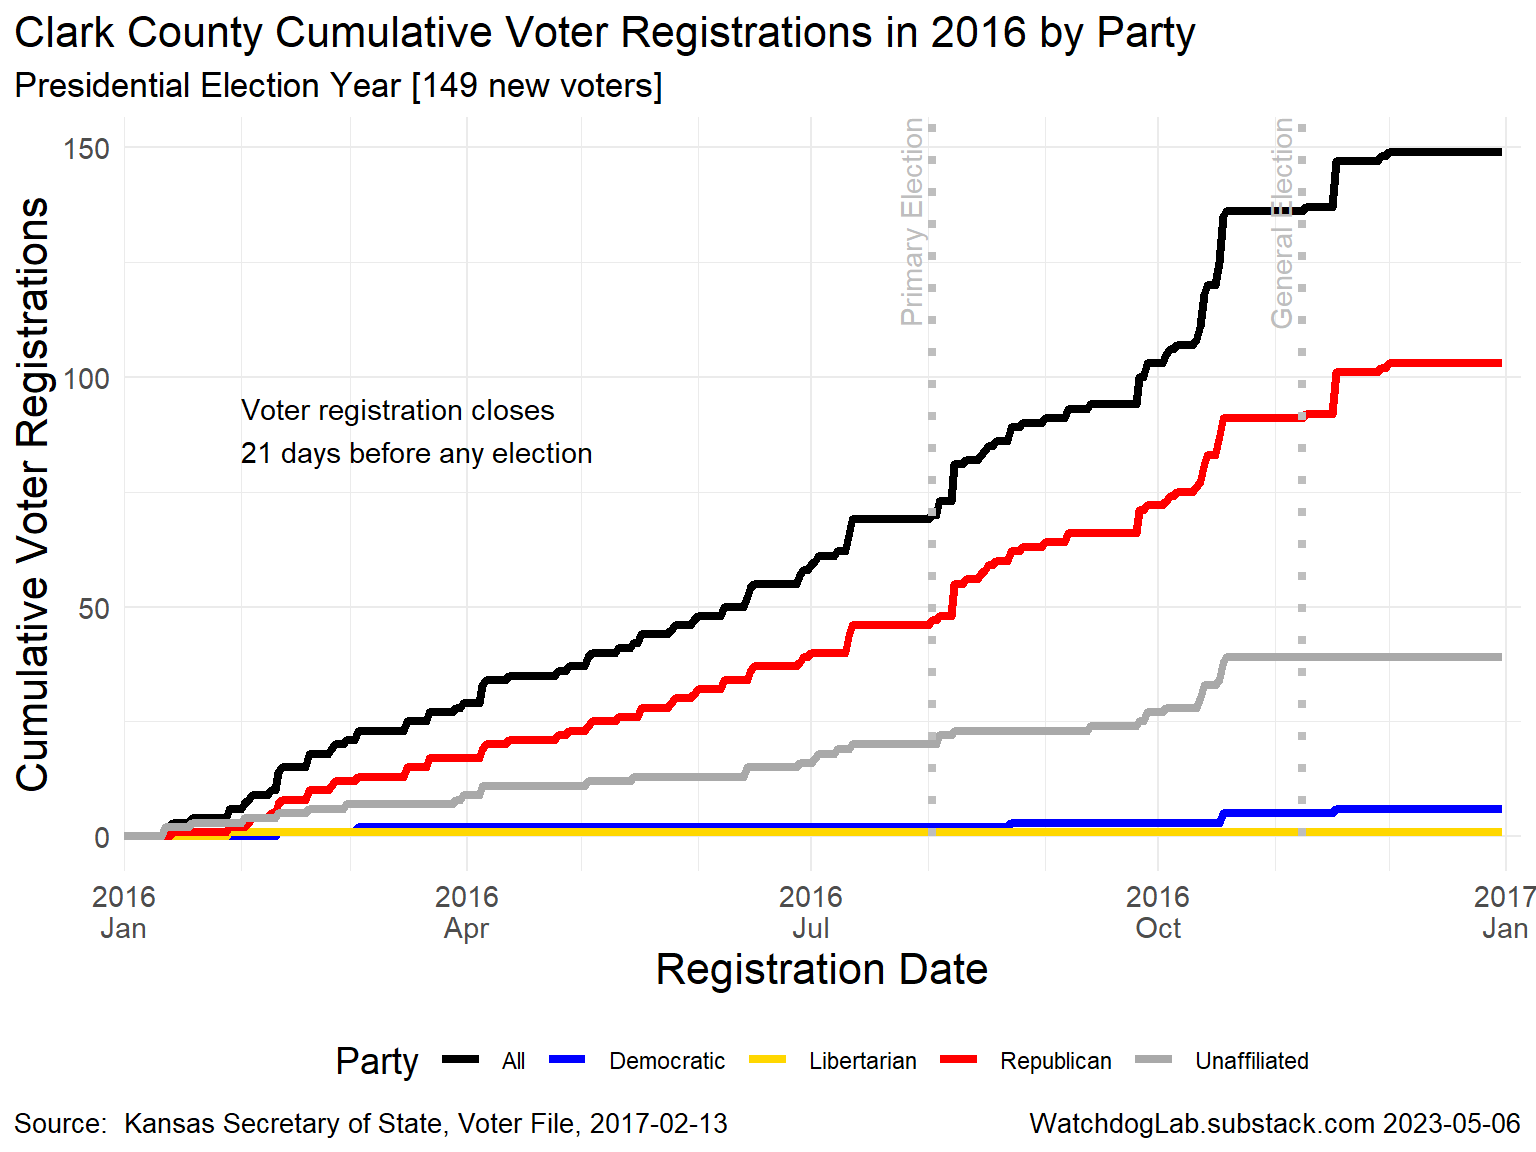 Clark County Cumulative Voter Registrations in 2016 by Party
Presidential Election Year [149 new voters]
Cumulative Voter Registrations
150
100
50
0
Primary Election
General Election
Voter registration closes
21 days before any election
2016 2016 2016 2016 2017
Jan Apr Jul Oct Jan
Registration Date
Party All Democratic Libertarian Republican Unaffiliated
Source:  Kansas Secretary of State, Voter File, 2017-02-13
WatchdogLab.substack.com 2023-05-06